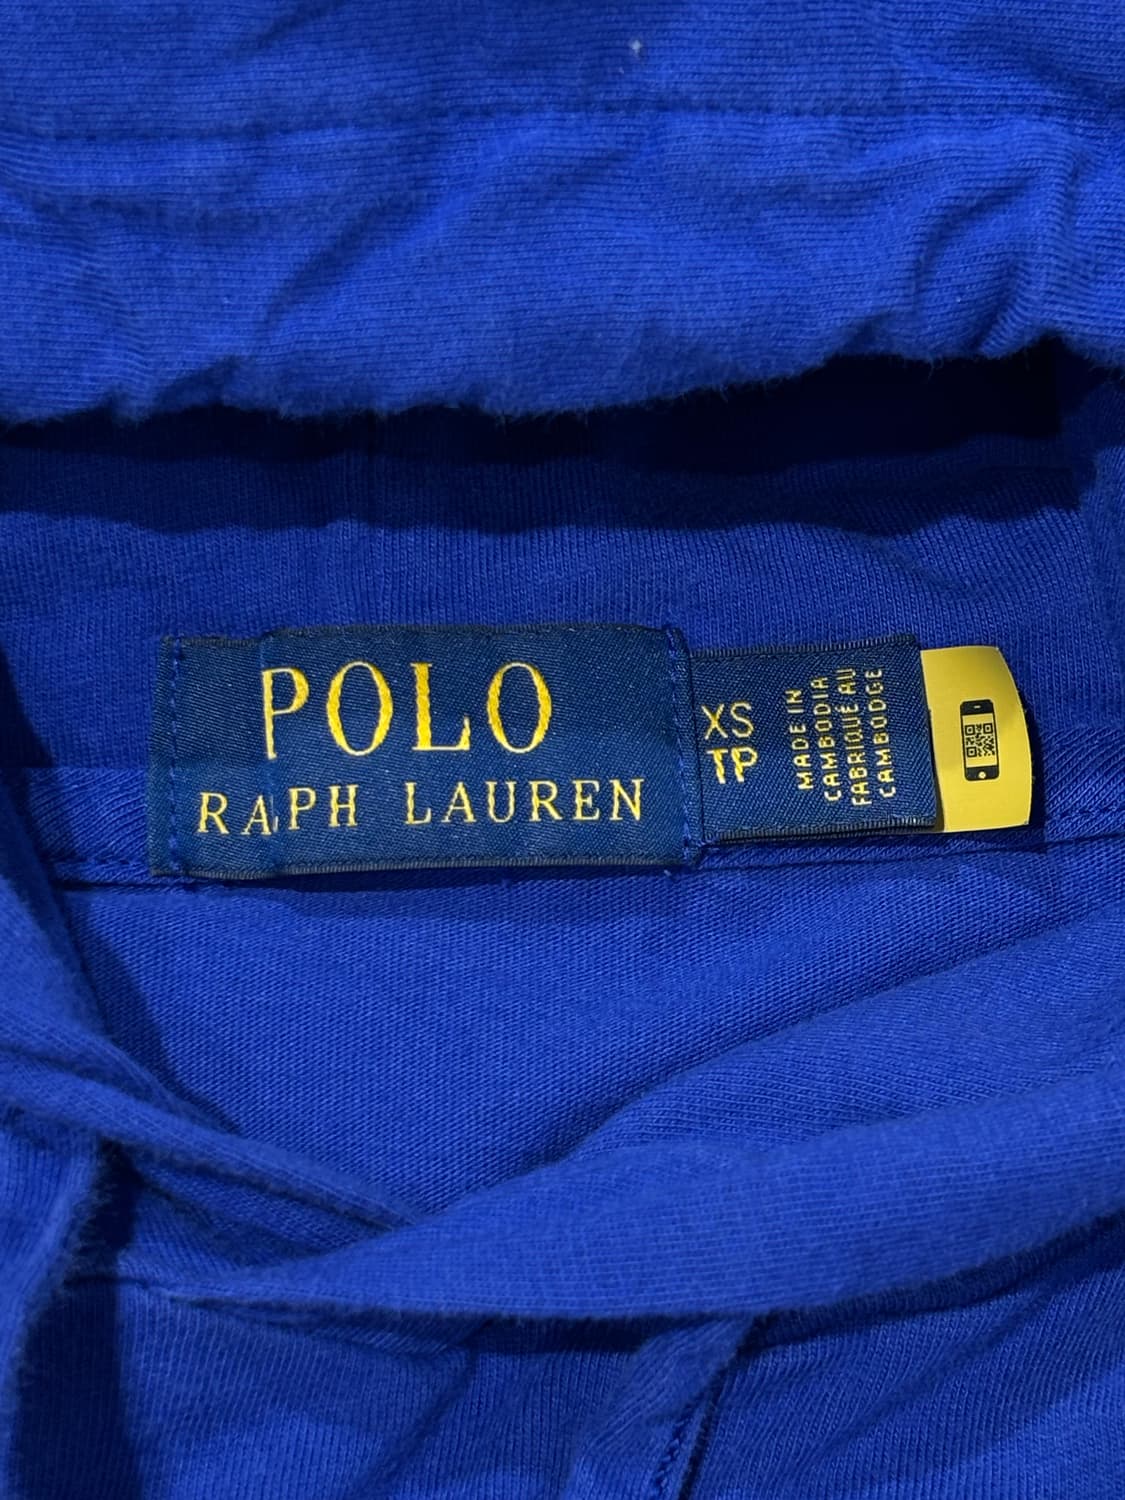 POLO
RALPH LAUREN
XS
TP
MADE IN
CAMBODIA
FABRIQUÉ AU
CAMBODGE